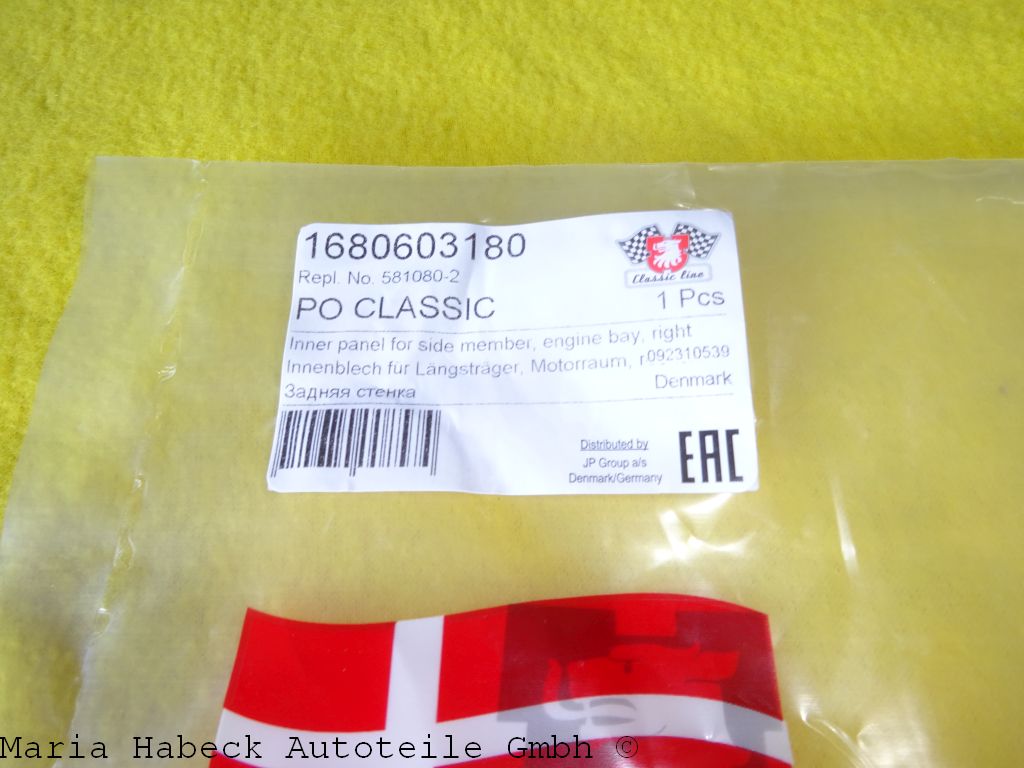 1680603180
Repl. No. 581080-2
PO CLASSIC
Classic line
1 Pcs
Inner panel for side member, engine bay, right
Innenblech für Längsträger, Motorraum, r092310539
Задняя стенка
Denmark
Distributed by
JP Group a/s
Denmark/Germany
EAC
Maria Habeck Autoteile Gmbh ©